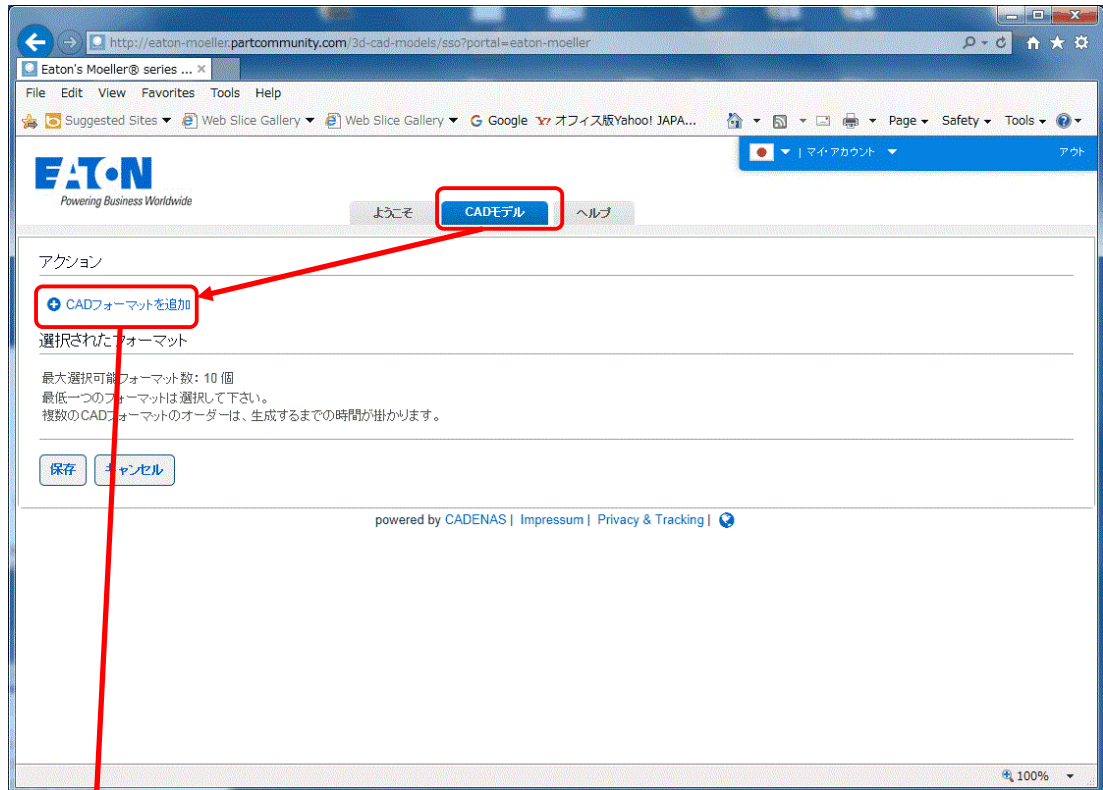 http://eaton-moeller.partcommunity.com/3d-cad-models/sso?portal=eaton-moeller
Eaton's Moeller® series ... ×
File Edit View Favorites Tools Help
Suggested Sites ▼ Web Slice Gallery ▼ Web Slice Gallery ▼ Google オフィス版Yahoo! JAPA... Page ▼ Safety ▼ Tools ▼
| マイ・アカウント ▼ アウト
EATON
Powering Business Worldwide
ようこそ CADモデル ヘルプ
アクション
CADフォーマットを追加
選択されたフォーマット
最大選択可能フォーマット数: 10 個
最低一つのフォーマットは選択して下さい。
複数のCADフォーマットのオーダーは、生成するまでの時間が掛かります。
保存 キャンセル
powered by CADENAS | Impressum | Privacy & Tracking |
100%